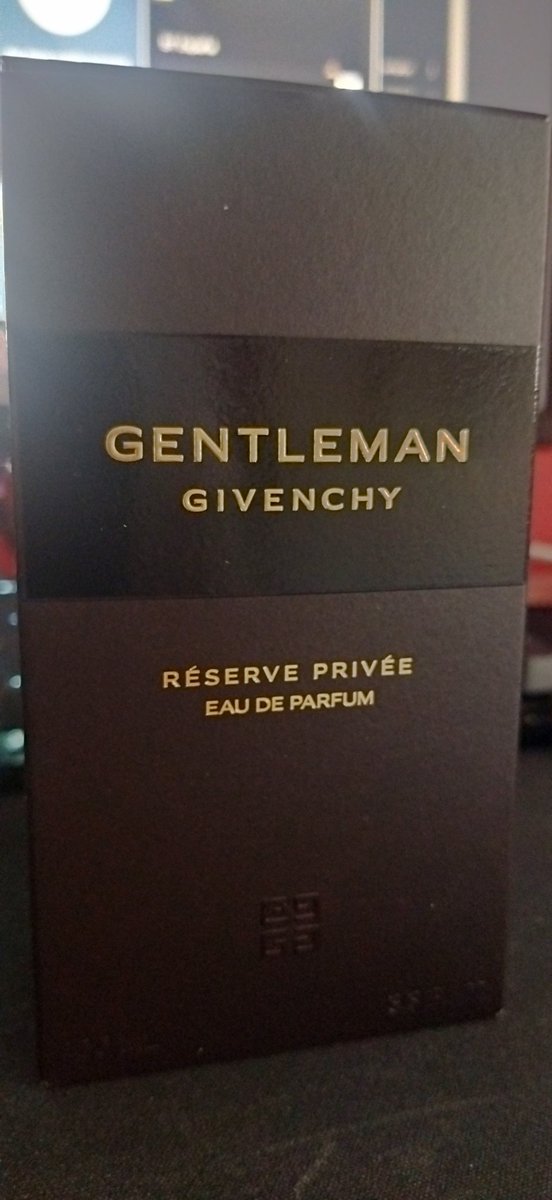 GENTLEMAN
GIVENCHY
RÉSERVE PRIVÉE
EAU DE PARFUM